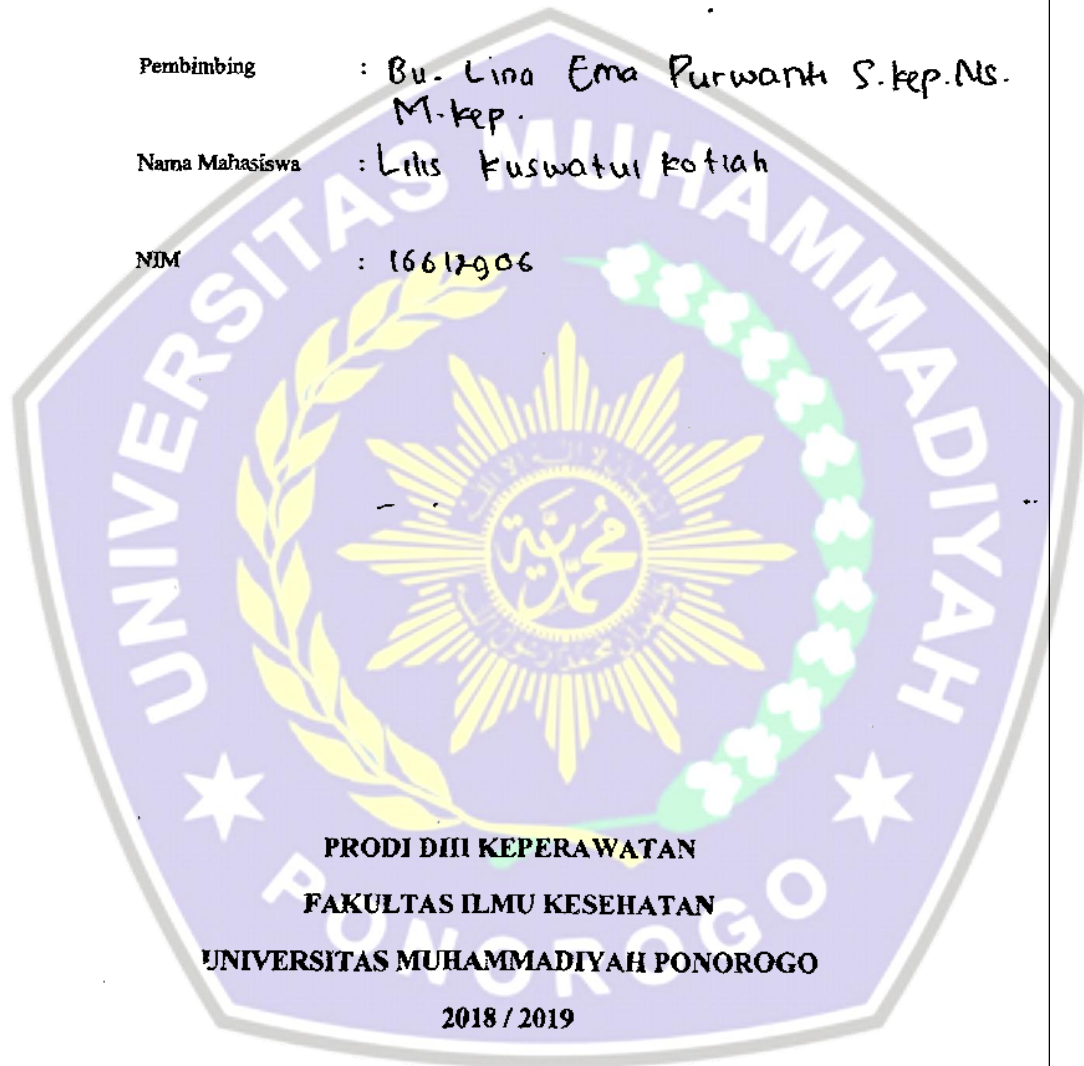 Pembimbing : Bu. Lina Ema Purwanti S.kep.Ns.
M.kep.
Nama Mahasiswa : Lilis kuswatul kotiah
NIM : 16612906
UNIVERSITAS MUHAMMADIYAH
PONOROGO
محمدية
PRODI DIII KEPERAWATAN
FAKULTAS ILMU KESEHATAN
UNIVERSITAS MUHAMMADIYAH PONOROGO
2018 / 2019